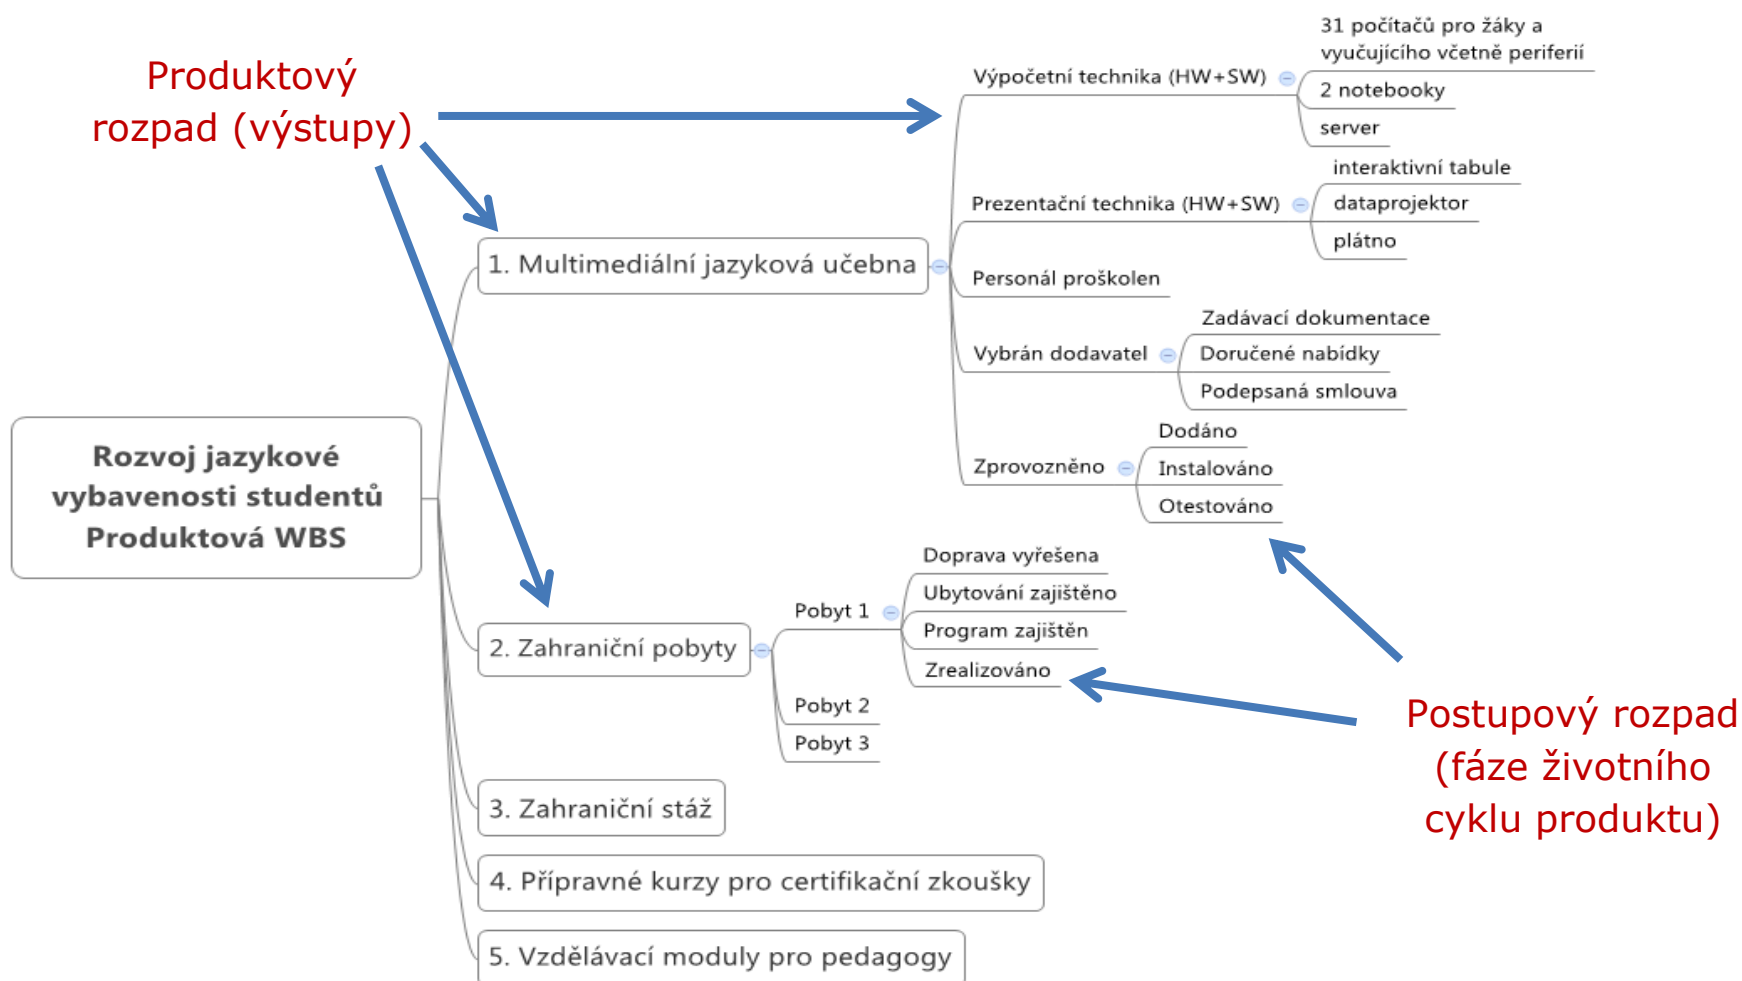 Produktový
rozpad (výstupy)
31 počítačů pro žáky a
vyučujícího včetně periferií
Výpočetní technika (HW+SW)
2 notebooky
server
interaktivní tabule
Prezentační technika (HW+SW)
dataprojektor
plátno
1. Multimediální jazyková učebna
Personál proškolen
Zadávací dokumentace
Vybrán dodavatel
Doručené nabídky
Podepsaná smlouva
Dodáno
Zprovozněno
Instalováno
Otestováno
Rozvoj jazykové
vybavenosti studentů
Produktová WBS
Doprava vyřešena
Ubytování zajištěno
Pobyt 1
Program zajištěn
Zrealizováno
2. Zahraniční pobyty
Pobyt 2
Pobyt 3
Postupový rozpad
(fáze životního
cyklu produktu)
3. Zahraniční stáž
4. Přípravné kurzy pro certifikační zkoušky
5. Vzdělávací moduly pro pedagogy